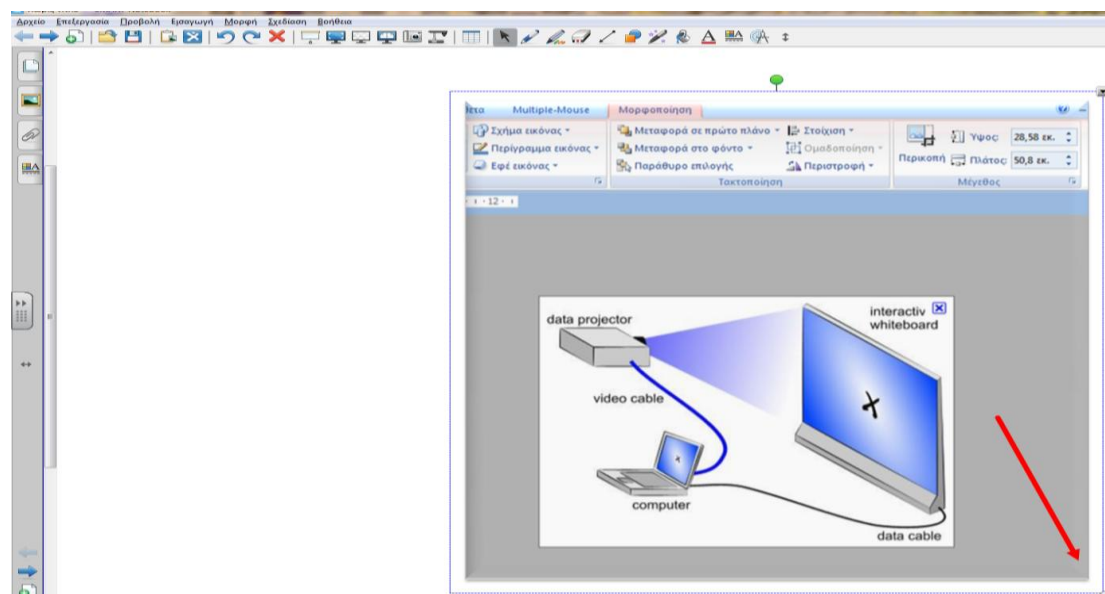 Αρχείο Επεξεργασία Προβολή Εισαγωγή Μορφή Σχεδίαση Βοήθεια
Multiple-Mouse Μορφοποίηση
Σχήμα εικόνας Μεταφορά σε πρώτο πλάνο Στοίχιση Ύψος: 28,58 εκ.
Περίγραμμα εικόνας Μεταφορά στο φόντο Ομαδοποίηση
Περικοπή Πλάτος: 50,8 εκ.
Εφέ εικόνας Παράθυρο επιλογής Περιστροφή
Τακτοποίηση Μέγεθος
12
interactiv
data projector
whiteboard
video cable
computer
data cable